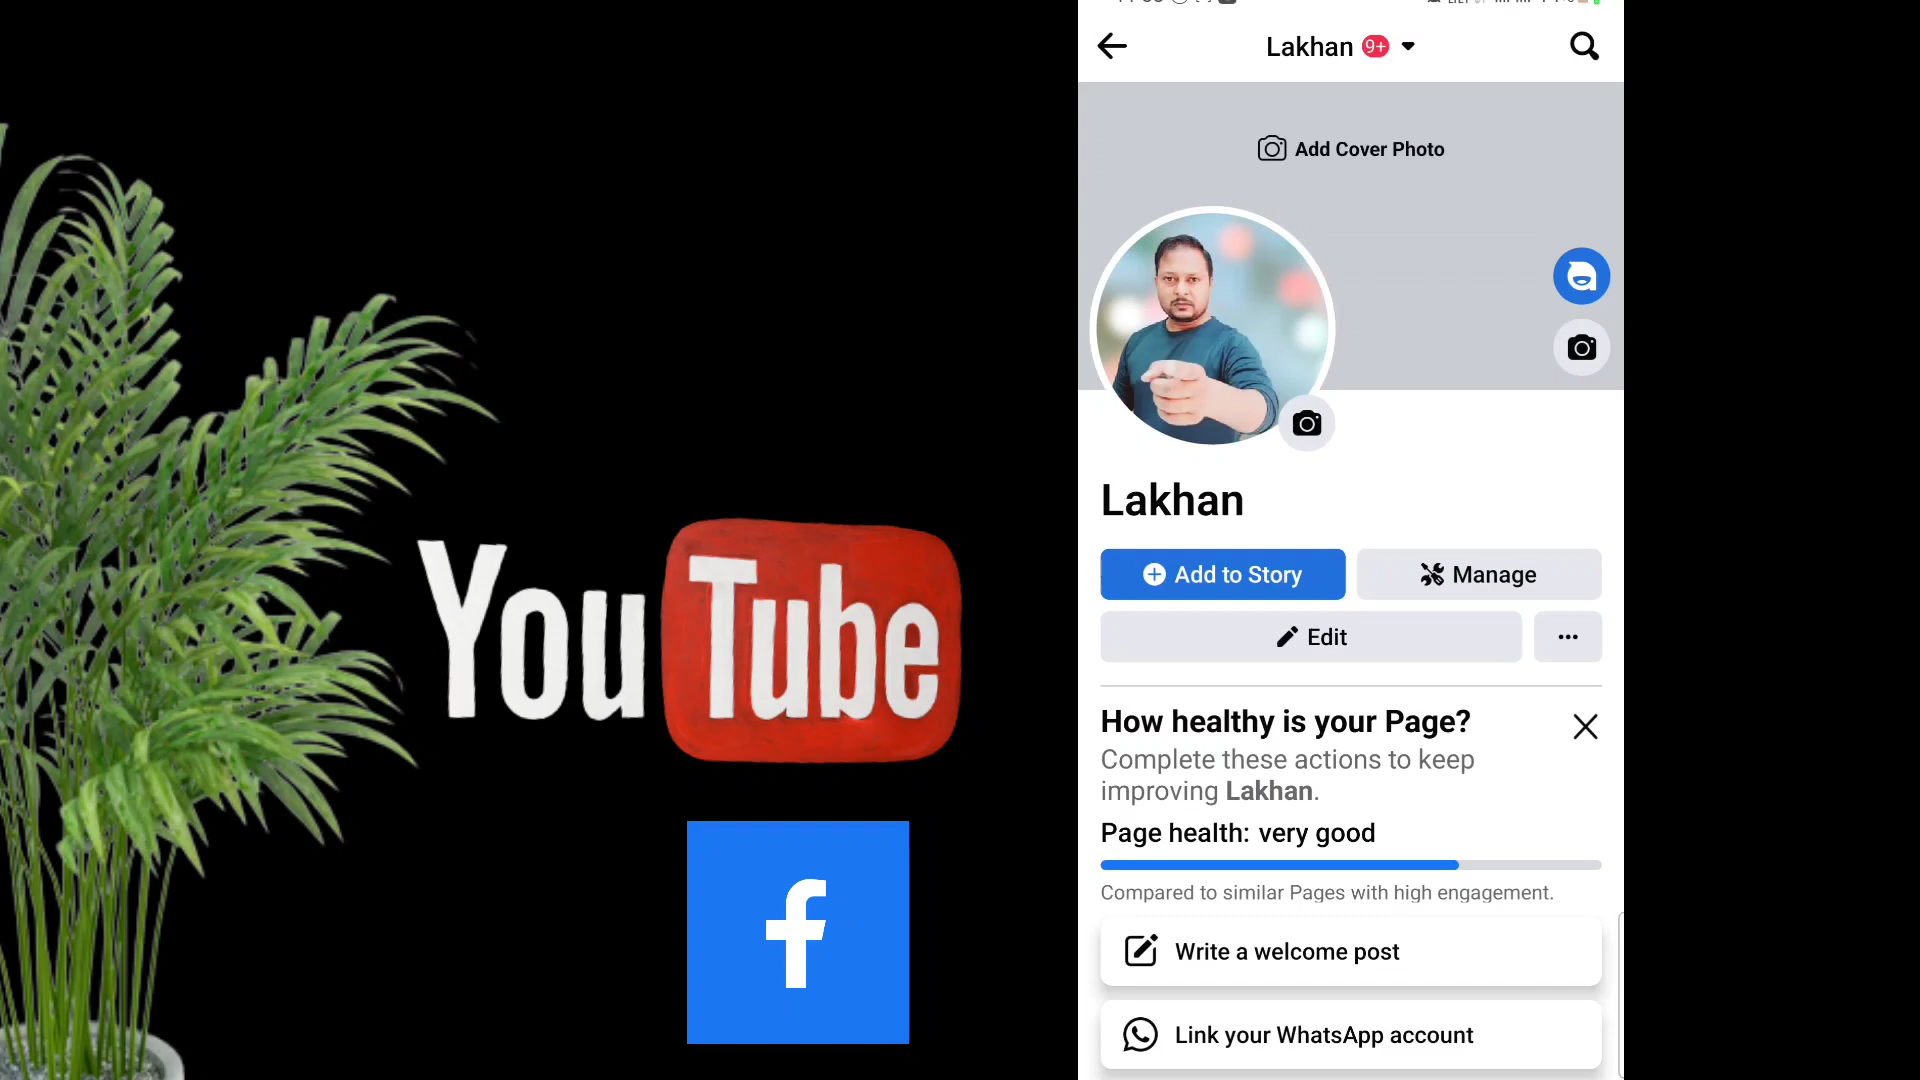 Lakhan 9+
Add Cover Photo
Lakhan
Add to Story
Manage
Edit
How healthy is your Page?
Complete these actions to keep
improving Lakhan.
Page health: very good
Compared to similar Pages with high engagement.
Write a welcome post
Link your WhatsApp account
YouTube
f